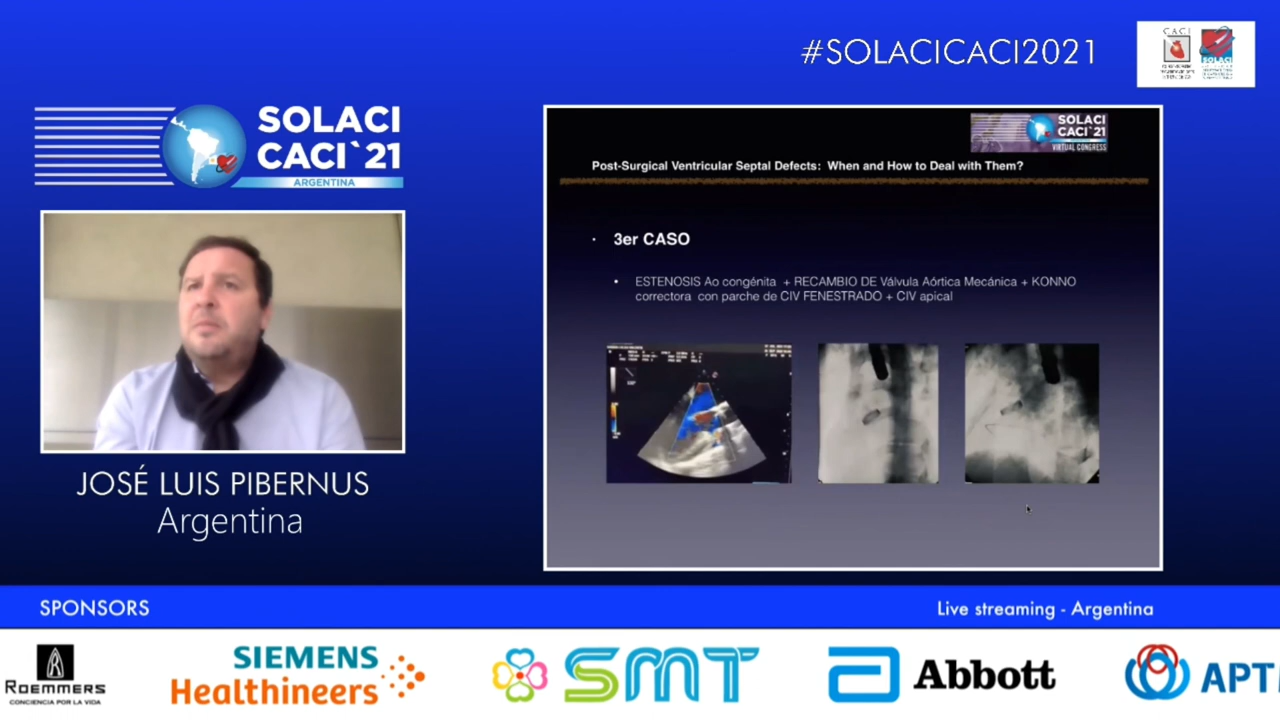 #SOLACICACI2021
CACI
SOLACI
SOLACI
CACI`21
ARGENTINA
SOLACI
CACI`21
VIRTUAL CONGRESS
Post-Surgical Ventricular Septal Defects: When and How to Deal with Them?
· 3er CASO
• ESTENOSIS Ao congénita + RECAMBIO DE Válvula Aórtica Mecánica + KONNO
correctora con parche de CIV FENESTRADO + CIV apical
JOSÉ LUIS PIBERNUS
Argentina
SPONSORS
Live streaming - Argentina
ROEMMERS
CONCIENCIA POR LA VIDA
SIEMENS
Healthineers
SMT
Abbott
APT